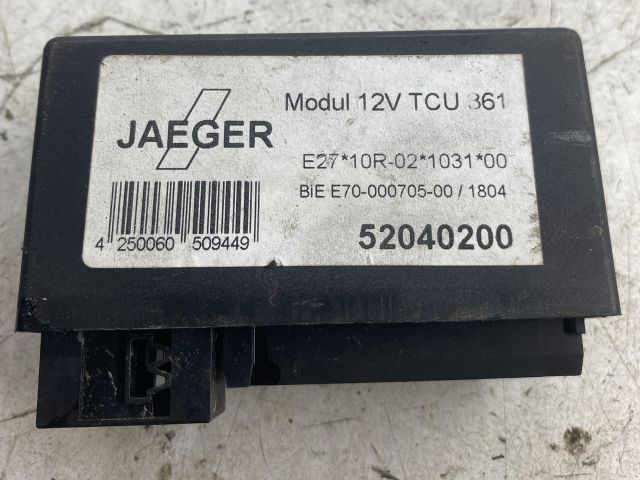 JAEGER
Modul 12V TCU 361
E27*10R-02*1031*00
BiE E70-000705-00 / 1804
4 250060 509449
52040200